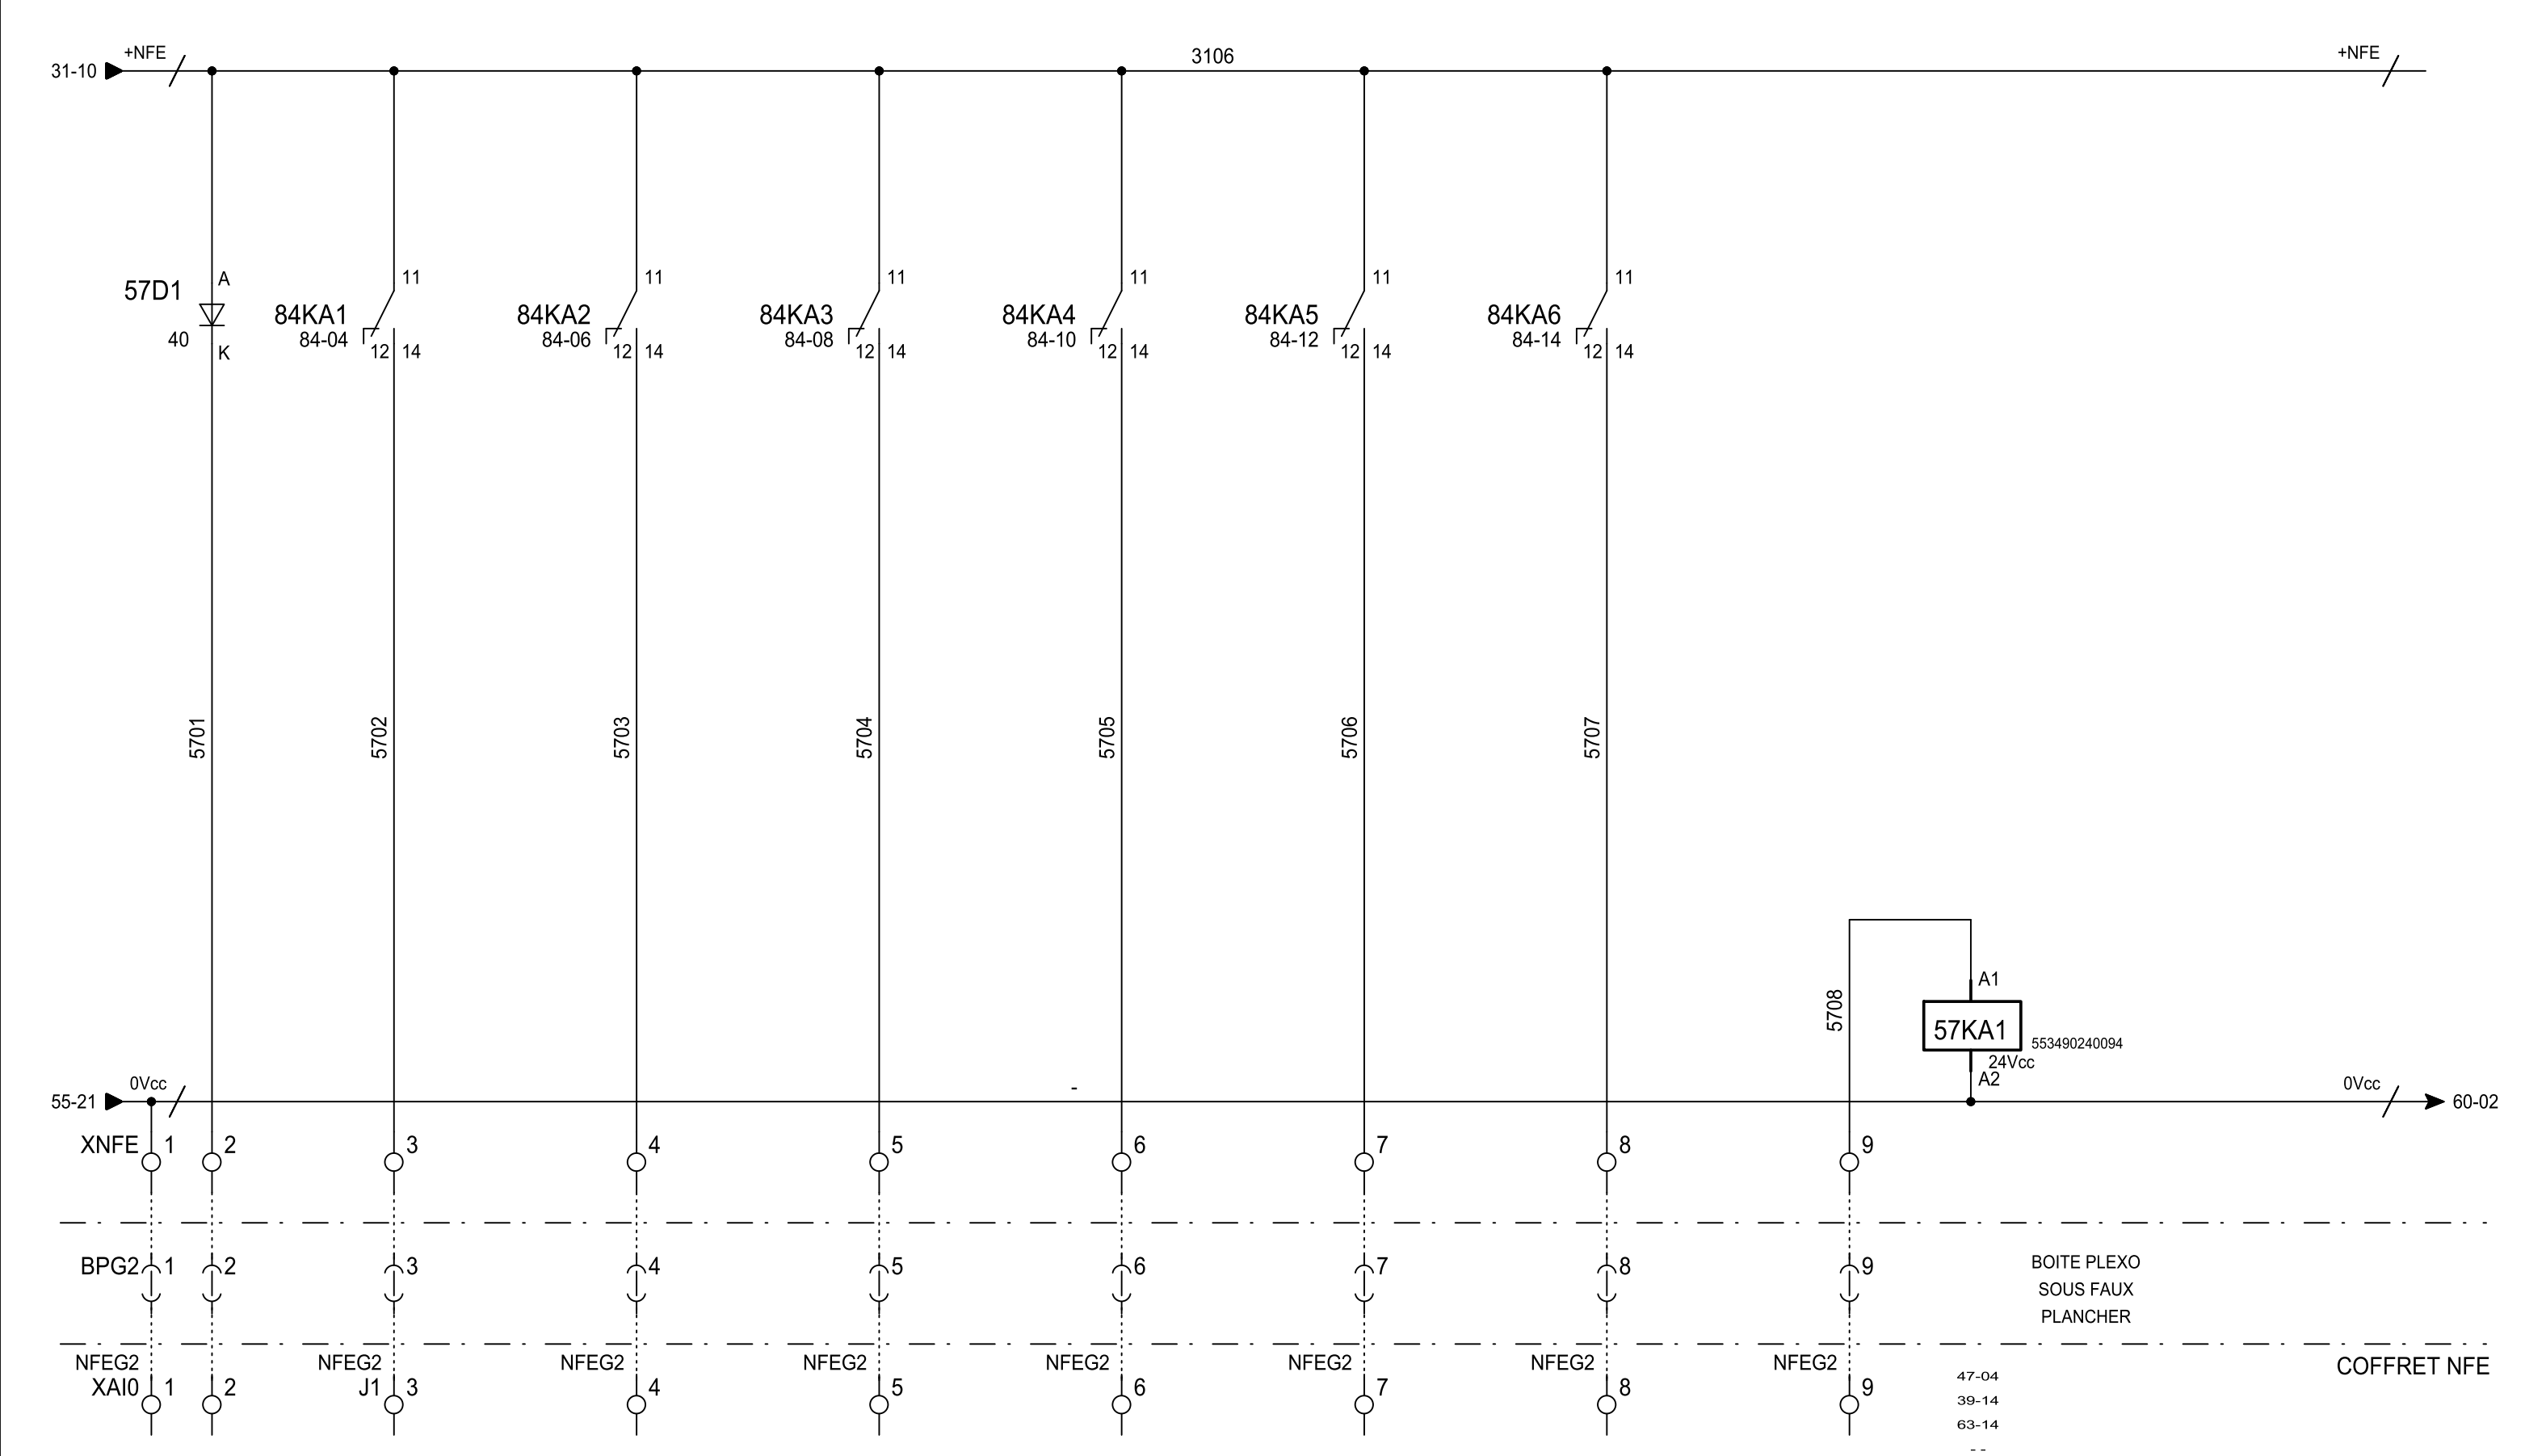 +NFE
3106
+NFE
31-10
57D1
A
40
K
84KA1
84-04
11
12 14
84KA2
84-06
11
12 14
84KA3
84-08
11
12 14
84KA4
84-10
11
12 14
84KA5
84-12
11
12 14
84KA6
84-14
11
12 14
5701
5702
5703
5704
5705
5706
5707
5708
A1
57KA1
553490240094
24Vcc
A2
0Vcc
-
0Vcc
55-21
60-02
XNFE 1 2 3 4 5 6 7 8 9
BPG2 1 2 3 4 5 6 7 8 9
BOITE PLEXO
SOUS FAUX
PLANCHER
NFEG2 NFEG2 NFEG2 NFEG2 NFEG2 NFEG2 NFEG2 NFEG2
COFFRET NFE
XAI0 1 2 J1 3 4 5 6 7 8 9
47-04
39-14
63-14
--